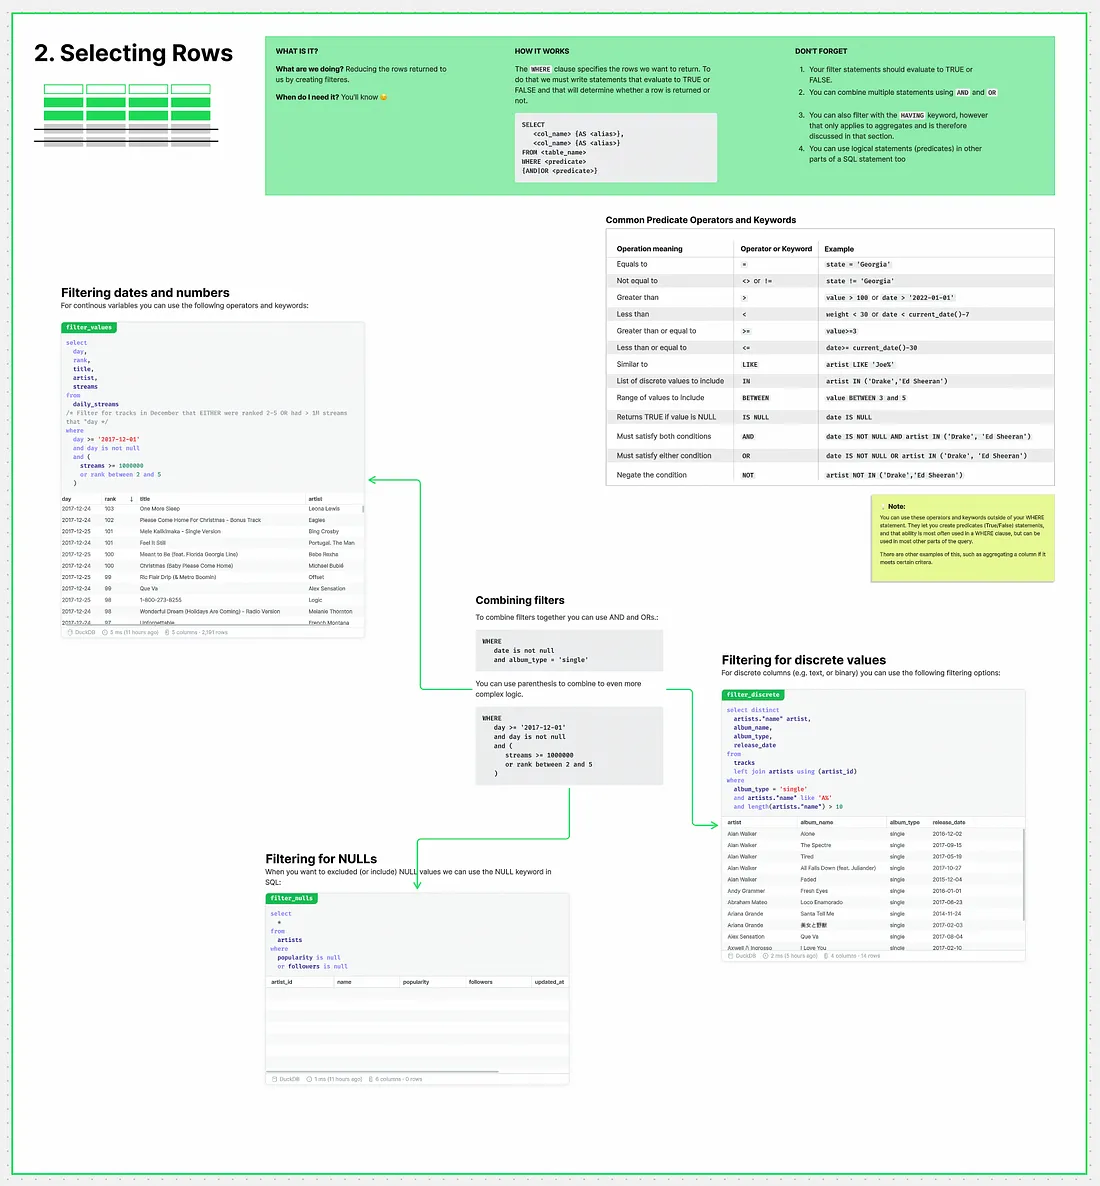 2. Selecting Rows
WHAT IS IT?
What are we doing? Reducing the rows returned to
us by creating filteres.
When do I need it? You'll know
HOW IT WORKS
The WHERE clause specifies the rows we want to return. To
do that we must write statements that evaluate to TRUE or
FALSE and that will determine whether a row is returned or
not.
SELECT
<col_name> {AS <alias>},
<col_name> {AS <alias>}
FROM <table_name>
WHERE <predicate>
{AND|OR <predicate>}
DON'T FORGET
1. Your filter statements should evaluate to TRUE or
FALSE.
2. You can combine multiple statements using AND and OR
3. You can also filter with the HAVING keyword, however
that only applies to aggregates and is therefore
discussed in that section.
4. You can use logical statements (predicates) in other
parts of a SQL statement too
Common Predicate Operators and Keywords
Operation meaning Operator or Keyword Example
Equals to = state = 'Georgia'
Not equal to <> or != state != 'Georgia'
Greater than > value > 100 or date > '2022-01-01'
Less than < weight < 30 or date < current_date()-7
Greater than or equal to >= value>=3
Less than or equal to <= date>= current_date()-30
Similar to LIKE artist LIKE 'Joe%'
List of discrete values to include IN artist IN ('Drake','Ed Sheeran')
Range of values to include BETWEEN value BETWEEN 3 and 5
Returns TRUE if value is NULL IS NULL date IS NULL
Must satisfy both conditions AND date IS NOT NULL AND artist IN ('Drake', 'Ed Sheeran')
Must satisfy either condition OR date IS NOT NULL OR artist IN ('Drake', 'Ed Sheeran')
Negate the condition NOT artist NOT IN ('Drake','Ed Sheeran')
Note:
You can use these operators and keywords outside of your WHERE
statement. They let you create predicates (True/False) statements,
and that ability is most often used in a WHERE clause, but can be
used in most other parts of the query.
There are other examples of this, such as aggregating a column if it
meets certain critera.
Filtering dates and numbers
For continous variables you can use the following operators and keywords:
filter_values
select
day,
rank,
title,
artist,
streams
from
daily_streams
/* Filter for tracks in December that EITHER were ranked 2-5 OR had > 1M streams
that "day */
where
day >= '2017-12-01'
and day is not null
and (
streams >= 1000000
or rank between 2 and 5
)
day rank ↓ title artist
2017-12-24 103 One More Sleep Leona Lewis
2017-12-24 102 Please Come Home For Christmas - Bonus Track Eagles
2017-12-25 101 Mele Kalikimaka - Single Version Bing Crosby
2017-12-24 101 Feel It Still Portugal. The Man
2017-12-24 100 Meant to Be (feat. Florida Georgia Line) Bebe Rexha
2017-12-24 100 Christmas (Baby Please Come Home) Michael Bublé
2017-12-25 99 Ric Flair Drip (& Metro Boomin) Offset
2017-12-24 99 Que Va Alex Sensation
2017-12-25 98 1-800-273-8255 Logic
2017-12-24 98 Wonderful Dream (Holidays Are Coming) - Radio Version Melanie Thornton
2017-12-24 97 Unforgettable French Montana
DuckDB 5 ms (11 hours ago) 5 columns - 2,191 rows
Combining filters
To combine filters together you can use AND and ORs.:
WHERE
date is not null
and album_type = 'single'
You can use parenthesis to combine to even more
complex logic.
WHERE
day >= '2017-12-01'
and day is not null
and (
streams >= 1000000
or rank between 2 and 5
)
Filtering for discrete values
For discrete columns (e.g. text, or binary) you can use the following filtering options:
filter_discrete
select distinct
artists."name" artist,
album_name,
album_type,
release_date
from
tracks
left join artists using (artist_id)
where
album_type = 'single'
and artists."name" like 'A%'
and length(artists."name") > 10
artist album_name album_type release_date
Alan Walker Alone single 2016-12-02
Alan Walker The Spectre single 2017-09-15
Alan Walker Tired single 2017-05-19
Alan Walker All Falls Down (feat. Juliander) single 2017-10-27
Alan Walker Faded single 2015-12-04
Andy Grammer Fresh Eyes single 2016-01-01
Abraham Mateo Loco Enamorado single 2017-06-23
Ariana Grande Santa Tell Me single 2014-11-24
Ariana Grande 美女と野獣 single 2017-02-03
Alex Sensation Que Va single 2017-08-04
Axwell /\ Ingrosso I Love You single 2017-02-10
DuckDB 2 ms (5 hours ago) 4 columns - 14 rows
Filtering for NULLs
When you want to excluded (or include) NULL values we can use the NULL keyword in
SQL:
filter_nulls
select
*
from
artists
where
popularity is null
or followers is null
artist_id name popularity followers updated_at
DuckDB 1 ms (11 hours ago) 6 columns - 0 rows